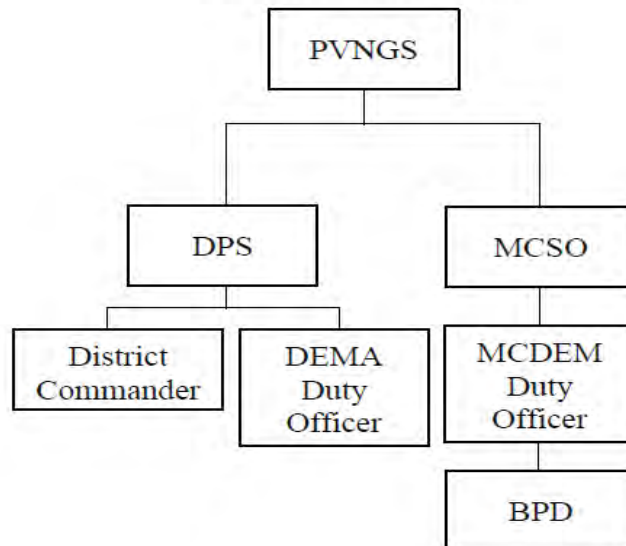 PVNGS
DPS
MCSO
District
Commander
DEMA
Duty
Officer
MCDEM
Duty
Officer
BPD